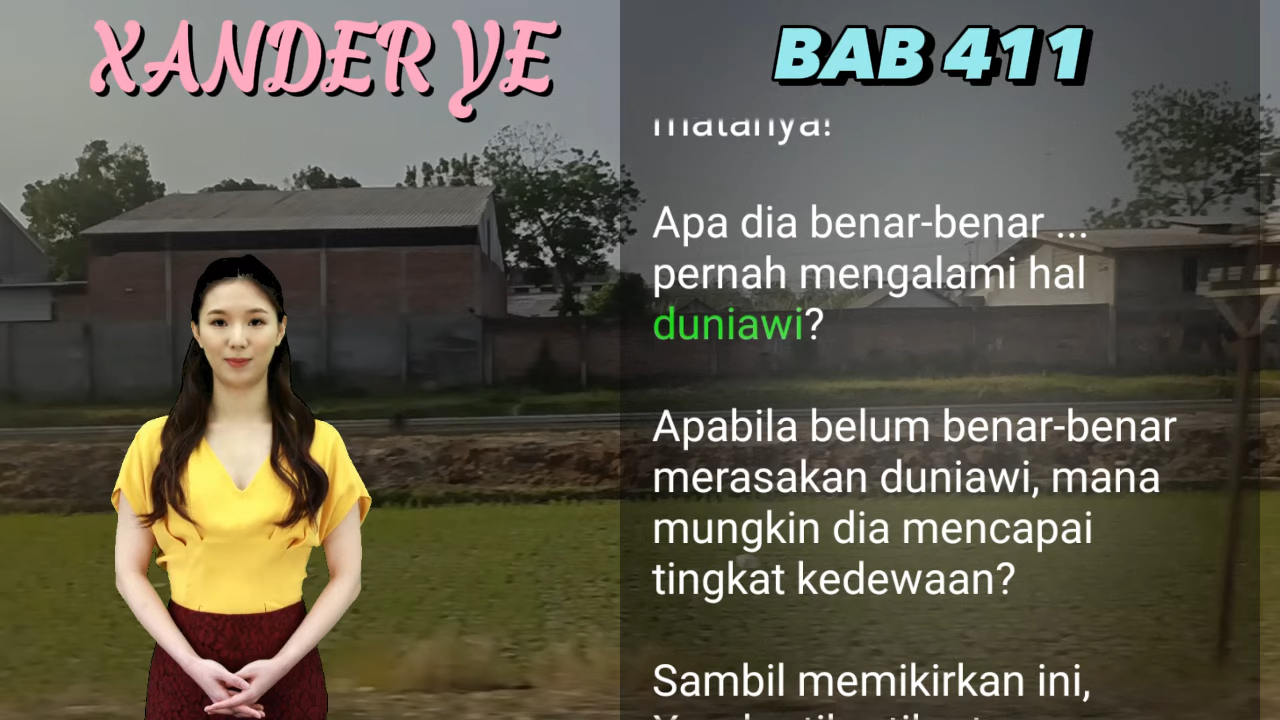 XANDER YE
BAB 411
matanya!
Apa dia benar-benar ...
pernah mengalami hal
duniawi?
Apabila belum benar-benar
merasakan duniawi, mana
mungkin dia mencapai
tingkat kedewaan?
Sambil memikirkan ini,